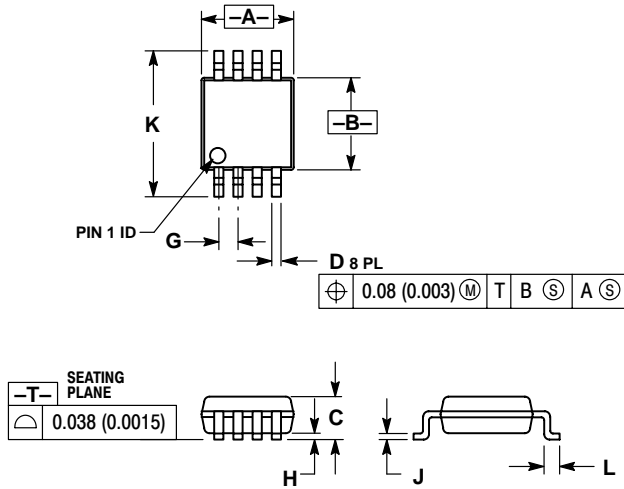 –A–
K
–B–
PIN 1 ID
G
D 8 PL
⌖ 0.08 (0.003) Ⓜ T B Ⓢ A Ⓢ
–T– SEATING
PLANE
⌓ 0.038 (0.0015)
C
H
J
L